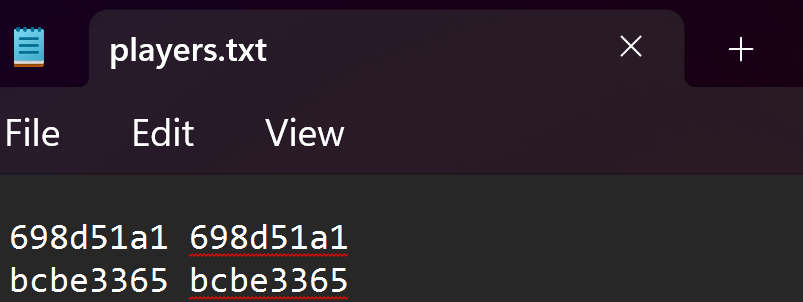 players.txt
File Edit View
698d51a1 698d51a1
bcbe3365 bcbe3365